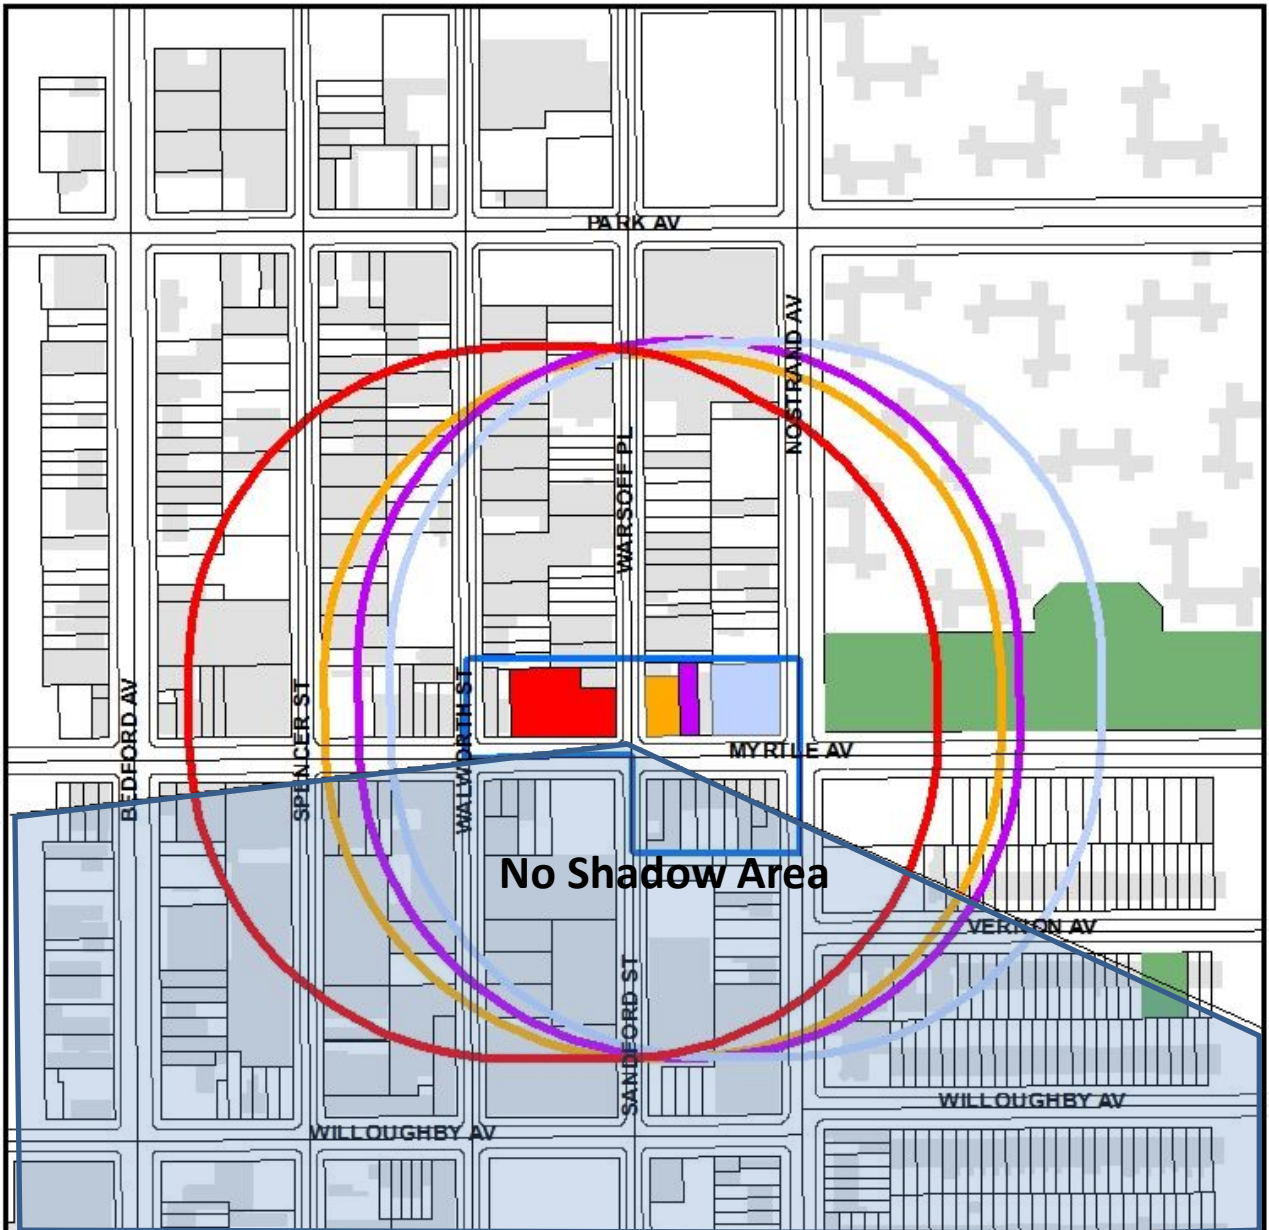 PARK AV
NOSTRAND AV
WARSOFF PL
BEDFORD AV
SPENCER ST
WALWORTH ST
MYRTLE AV
No Shadow Area
VERNON AV
SANDFORD ST
WILLOUGHBY AV
WILLOUGHBY AV